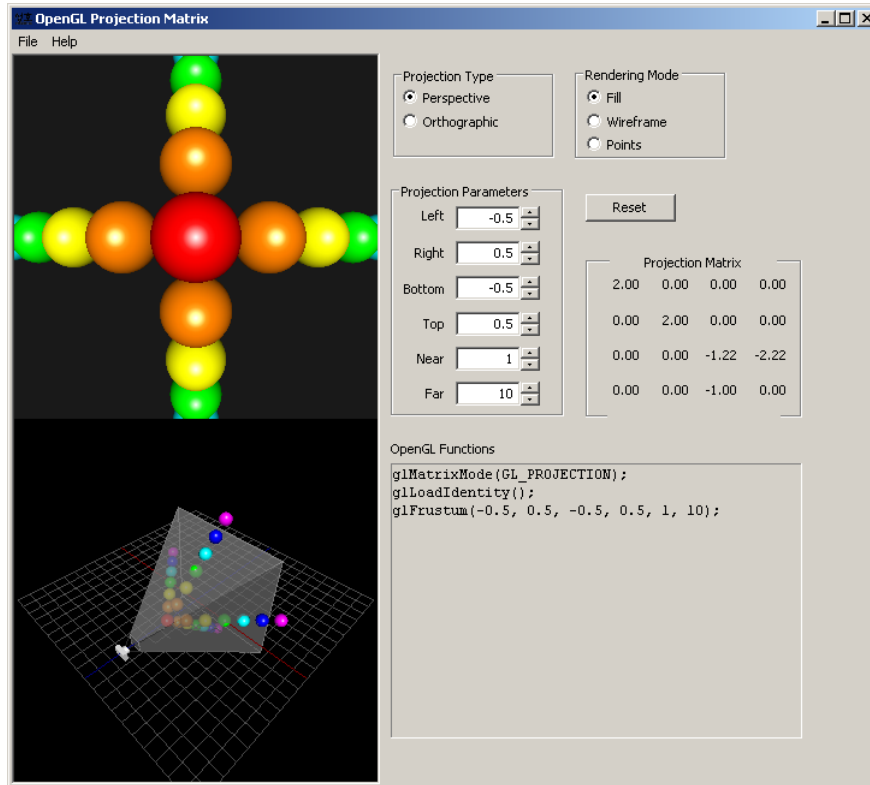 OpenGL Projection Matrix
File Help
Projection Type
Perspective
Orthographic
Rendering Mode
Fill
Wireframe
Points
Projection Parameters
Left -0.5
Right 0.5
Bottom -0.5
Top 0.5
Near 1
Far 10
Reset
Projection Matrix
2.00 0.00 0.00 0.00
0.00 2.00 0.00 0.00
0.00 0.00 -1.22 -2.22
0.00 0.00 -1.00 0.00
OpenGL Functions
glMatrixMode(GL_PROJECTION);
glLoadIdentity();
glFrustum(-0.5, 0.5, -0.5, 0.5, 1, 10);